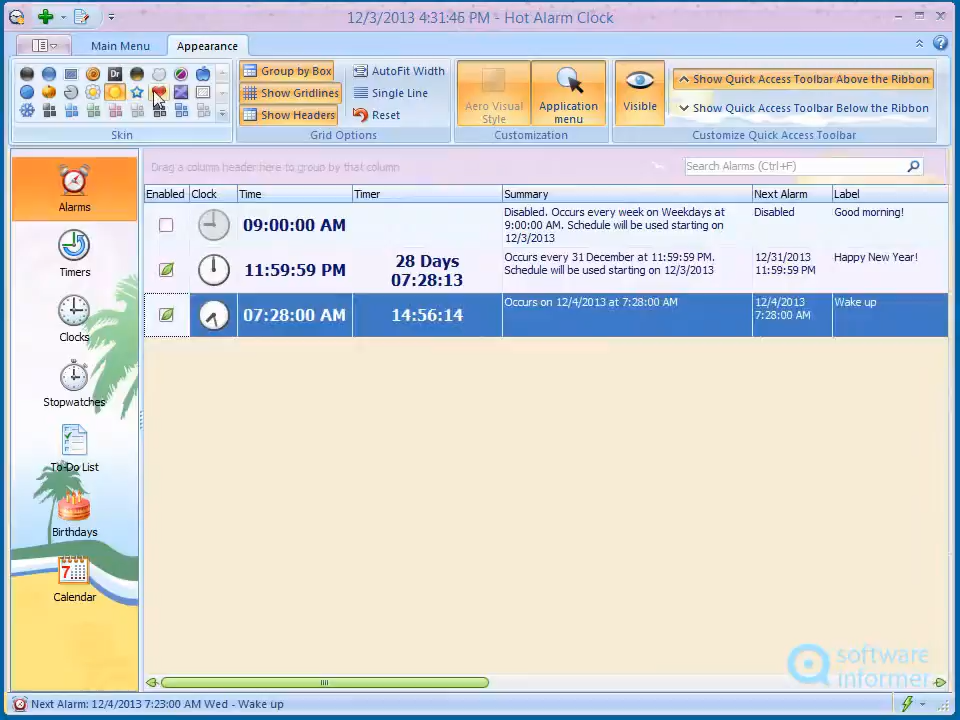 12/3/2013 4:31:46 PM - Hot Alarm Clock
Main Menu
Appearance
Dr
Skin
Group by Box
Show Gridlines
Show Headers
AutoFit Width
Single Line
Reset
Grid Options
Aero Visual
Style
Application
menu
Customization
Visible
Show Quick Access Toolbar Above the Ribbon
Show Quick Access Toolbar Below the Ribbon
Customize Quick Access Toolbar
Drag a column header here to group by that column
Search Alarms (Ctrl+F)
Enabled Clock Time Timer Summary Next Alarm Label
09:00:00 AM
Disabled. Occurs every week on Weekdays at
9:00:00 AM. Schedule will be used starting on
12/3/2013
Disabled
Good morning!
11:59:59 PM
28 Days
07:28:13
Occurs every 31 December at 11:59:59 PM.
Schedule will be used starting on 12/3/2013
12/31/2013
11:59:59 PM
Happy New Year!
07:28:00 AM
14:56:14
Occurs on 12/4/2013 at 7:28:00 AM
12/4/2013
7:28:00 AM
Wake up
Alarms
Timers
Clocks
Stopwatches
To-Do List
Birthdays
7
Calendar
software
informer
Next Alarm: 12/4/2013 7:23:00 AM Wed - Wake up